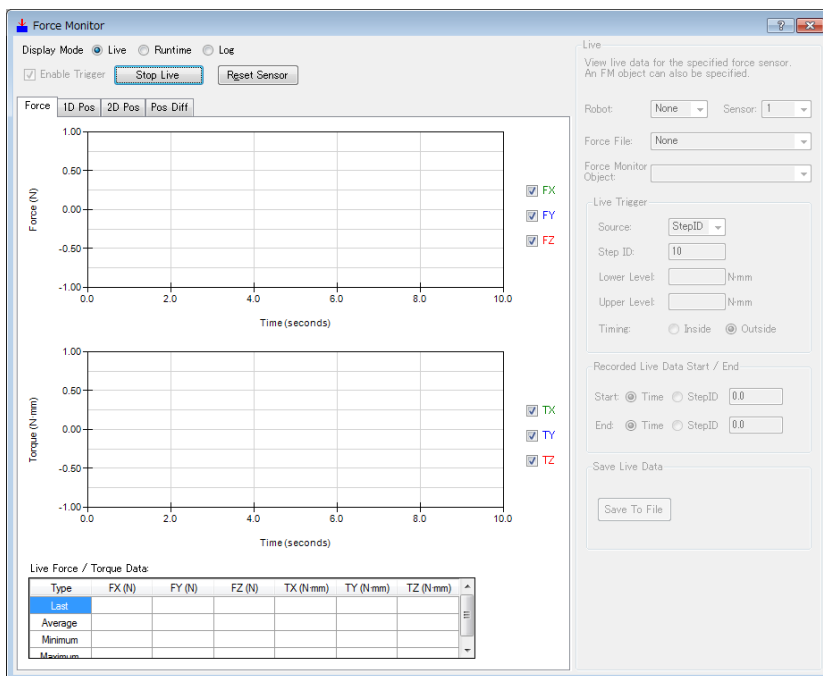 Force Monitor
Display Mode Live Runtime Log
Enable Trigger Stop Live Reset Sensor
Force 1D Pos 2D Pos Pos Diff
1.00
0.50
0.00
-0.50
-1.00
Force (N)
0.0 2.0 4.0 6.0 8.0 10.0
Time (seconds)
FX
FY
FZ
1.00
0.50
0.00
-0.50
-1.00
Torque (N·mm)
0.0 2.0 4.0 6.0 8.0 10.0
Time (seconds)
TX
TY
TZ
Live Force / Torque Data:
Type FX (N) FY (N) FZ (N) TX (N·mm) TY (N·mm) TZ (N·mm)
Last
Average
Minimum
Maximum
Live
View live data for the specified force sensor.
An FM object can also be specified.
Robot: None Sensor: 1
Force File: None
Force Monitor
Object:
Live Trigger
Source: StepID
Step ID: 10
Lower Level: N·mm
Upper Level: N·mm
Timing: Inside Outside
Recorded Live Data Start / End
Start: Time StepID 0.0
End: Time StepID 0.0
Save Live Data
Save To File